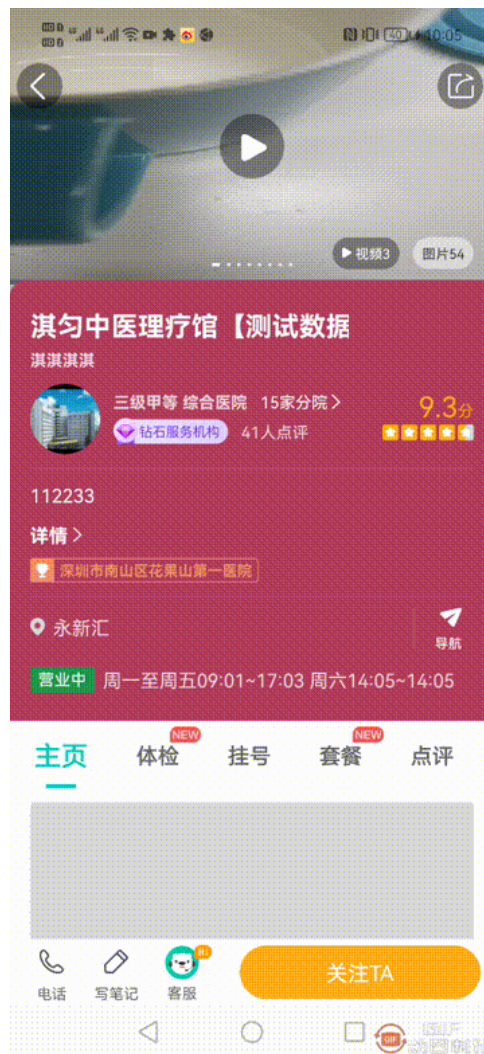 40 10:05
视频3 图片54
淇匀中医理疗馆【测试数据
淇淇淇淇
三级甲等 综合医院 15家分院 9.3分
钻石服务机构 41人点评
112233
详情
深圳市南山区花果山第一医院
永新汇
导航
营业中 周一至周五09:01~17:03 周六14:05~14:05
NEW NEW
主页 体检 挂号 套餐 点评
Hi
电话 写笔记 客服 关注TA
GIF